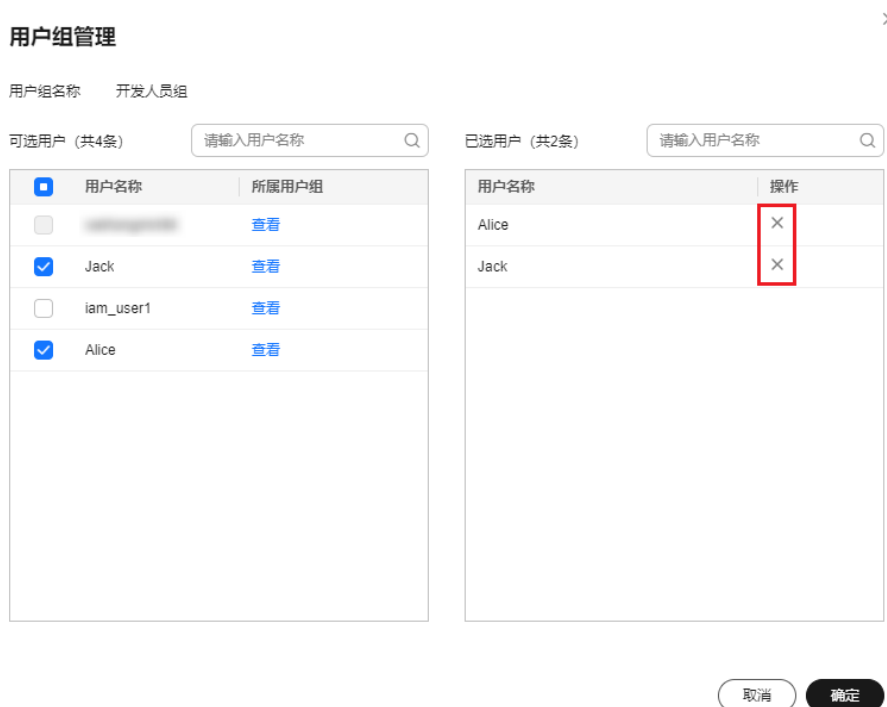 用户组管理
用户组名称 开发人员组
可选用户（共4条） 请输入用户名称
用户名称 所属用户组
查看
Jack 查看
iam_user1 查看
Alice 查看
已选用户（共2条） 请输入用户名称
用户名称 操作
Alice
Jack
取消 确定